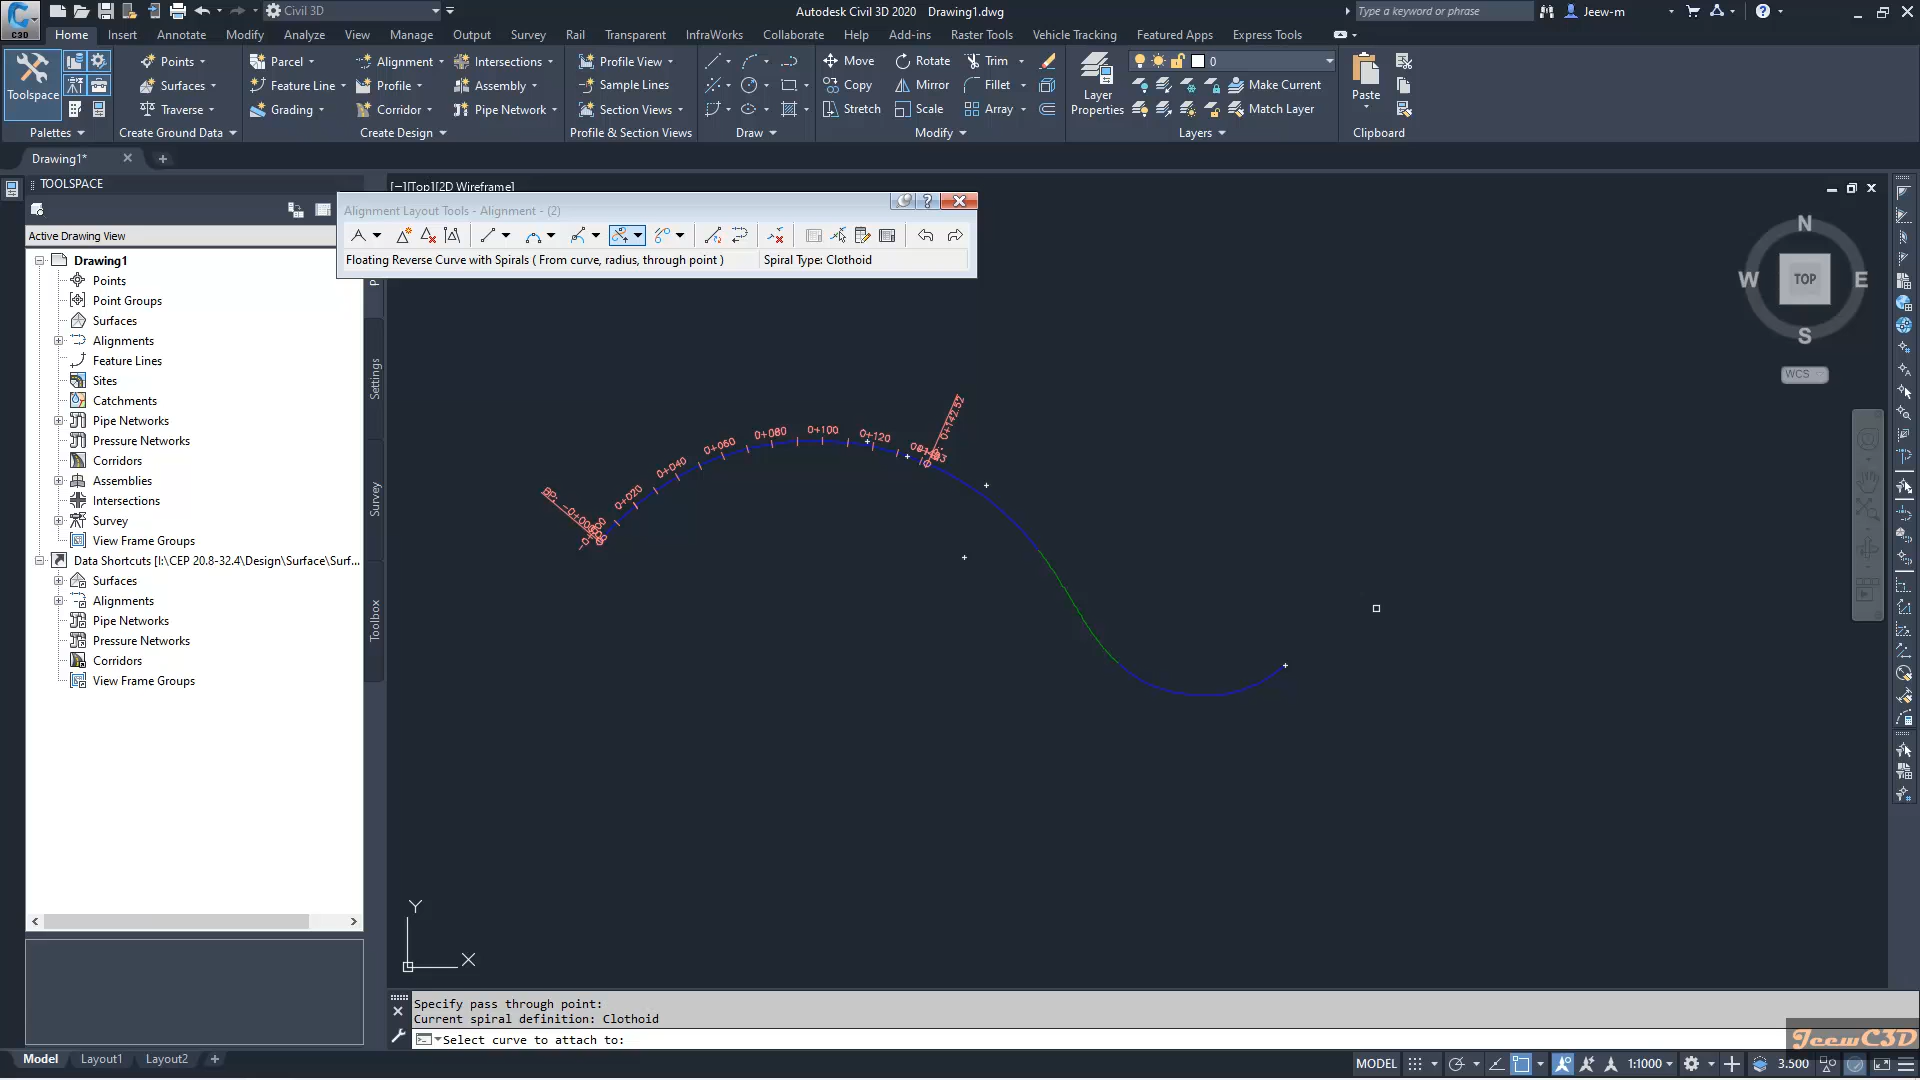 C3D
Civil 3D
Autodesk Civil 3D 2020 Drawing1.dwg
Type a keyword or phrase
Jeew-m
Home Insert Annotate Modify Analyze View Manage Output Survey Rail Transparent InfraWorks Collaborate Help Add-ins Raster Tools Vehicle Tracking Featured Apps Express Tools
Points Parcel Alignment Intersections Profile View Move Rotate Trim 0
Surfaces Feature Line Profile Assembly Sample Lines Copy Mirror Fillet Make Current
Toolspace Layer Properties Paste
Traverse Grading Corridor Pipe Network Section Views Stretch Scale Array Match Layer
Palettes Create Ground Data Create Design Profile & Section Views Draw Modify Layers Clipboard
Drawing1*
TOOLSPACE
[−][Top][2D Wireframe]
Alignment Layout Tools - Alignment - (2)
Floating Reverse Curve with Spirals ( From curve, radius, through point ) Spiral Type: Clothoid
Active Drawing View
Drawing1
Points
Point Groups
Surfaces
Alignments
Feature Lines
Sites
Catchments
Pipe Networks
Pressure Networks
Corridors
Assemblies
Intersections
Survey
View Frame Groups
Data Shortcuts [I:\CEP 20.8-32.4\Design\Surface\Surf...
Surfaces
Alignments
Pipe Networks
Pressure Networks
Corridors
View Frame Groups
Settings
Survey
Toolbox
N
W TOP E
S
WCS
0+020
0+040
0+060
0+080
0+100
0+120
0+142.52
BP:
Y
X
Specify pass through point:
Current spiral definition: Clothoid
Select curve to attach to:
JeewC3D
Model Layout1 Layout2
MODEL 1:1000 3.500